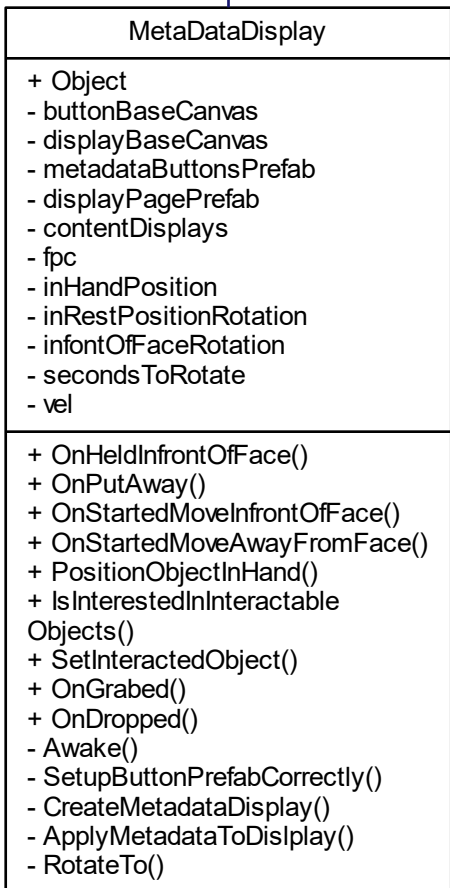 MetaDataDisplay
+ Object
- buttonBaseCanvas
- displayBaseCanvas
- metadataButtonsPrefab
- displayPagePrefab
- contentDisplays
- fpc
- inHandPosition
- inRestPositionRotation
- infontOfFaceRotation
- secondsToRotate
- vel
+ OnHeldInfrontOfFace()
+ OnPutAway()
+ OnStartedMoveInfrontOfFace()
+ OnStartedMoveAwayFromFace()
+ PositionObjectInHand()
+ IsInterestedInInteractable
Objects()
+ SetInteractedObject()
+ OnGrabed()
+ OnDropped()
- Awake()
- SetupButtonPrefabCorrectly()
- CreateMetadataDisplay()
- ApplyMetadataToDislplay()
- RotateTo()